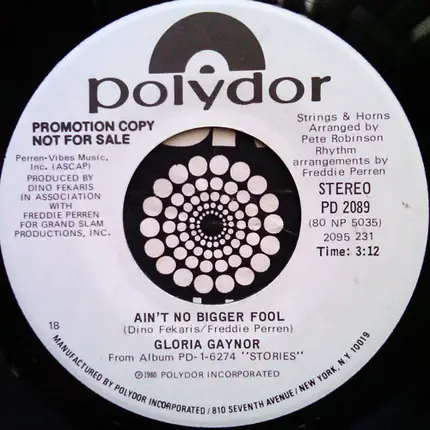 polydor
PROMOTION COPY
NOT FOR SALE
Perren-Vibes Music,
Inc. (ASCAP)
PRODUCED BY
DINO FEKARIS
IN ASSOCIATION
WITH
FREDDIE PERREN
FOR GRAND SLAM
PRODUCTIONS, INC.
Strings & Horns
Arranged by
Pete Robinson
Rhythm
arrangements by
Freddie Perren
STEREO
PD 2089
(80 NP 5035)
2095 231
Time: 3:12
AIN'T NO BIGGER FOOL
(Dino Fekaris/Freddie Perren)
18
GLORIA GAYNOR
From Album PD-1-6274 "STORIES"
℗1980 POLYDOR INCORPORATED
MANUFACTURED BY POLYDOR INCORPORATED / 810 SEVENTH AVENUE / NEW YORK, N.Y. 10019